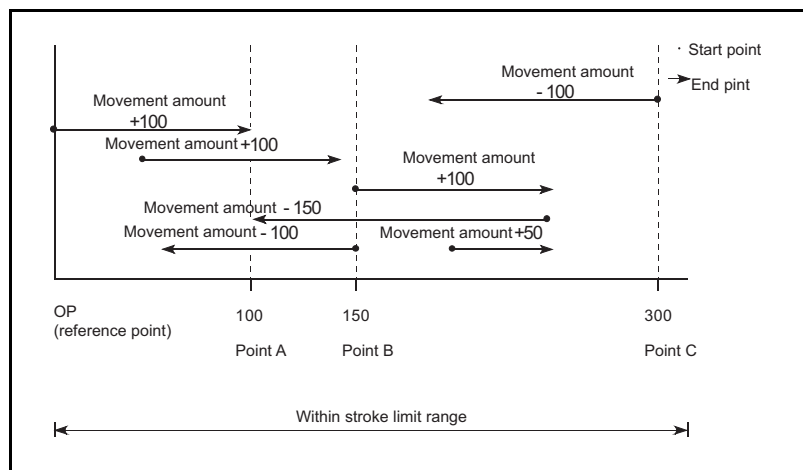 · Start point
Movement amount
- 100
End pint
Movement amount
+100
Movement amount +100
Movement amount
+100
Movement amount - 150
Movement amount - 100
Movement amount +50
OP
(reference point)
100
150
300
Point A
Point B
Point C
Within stroke limit range